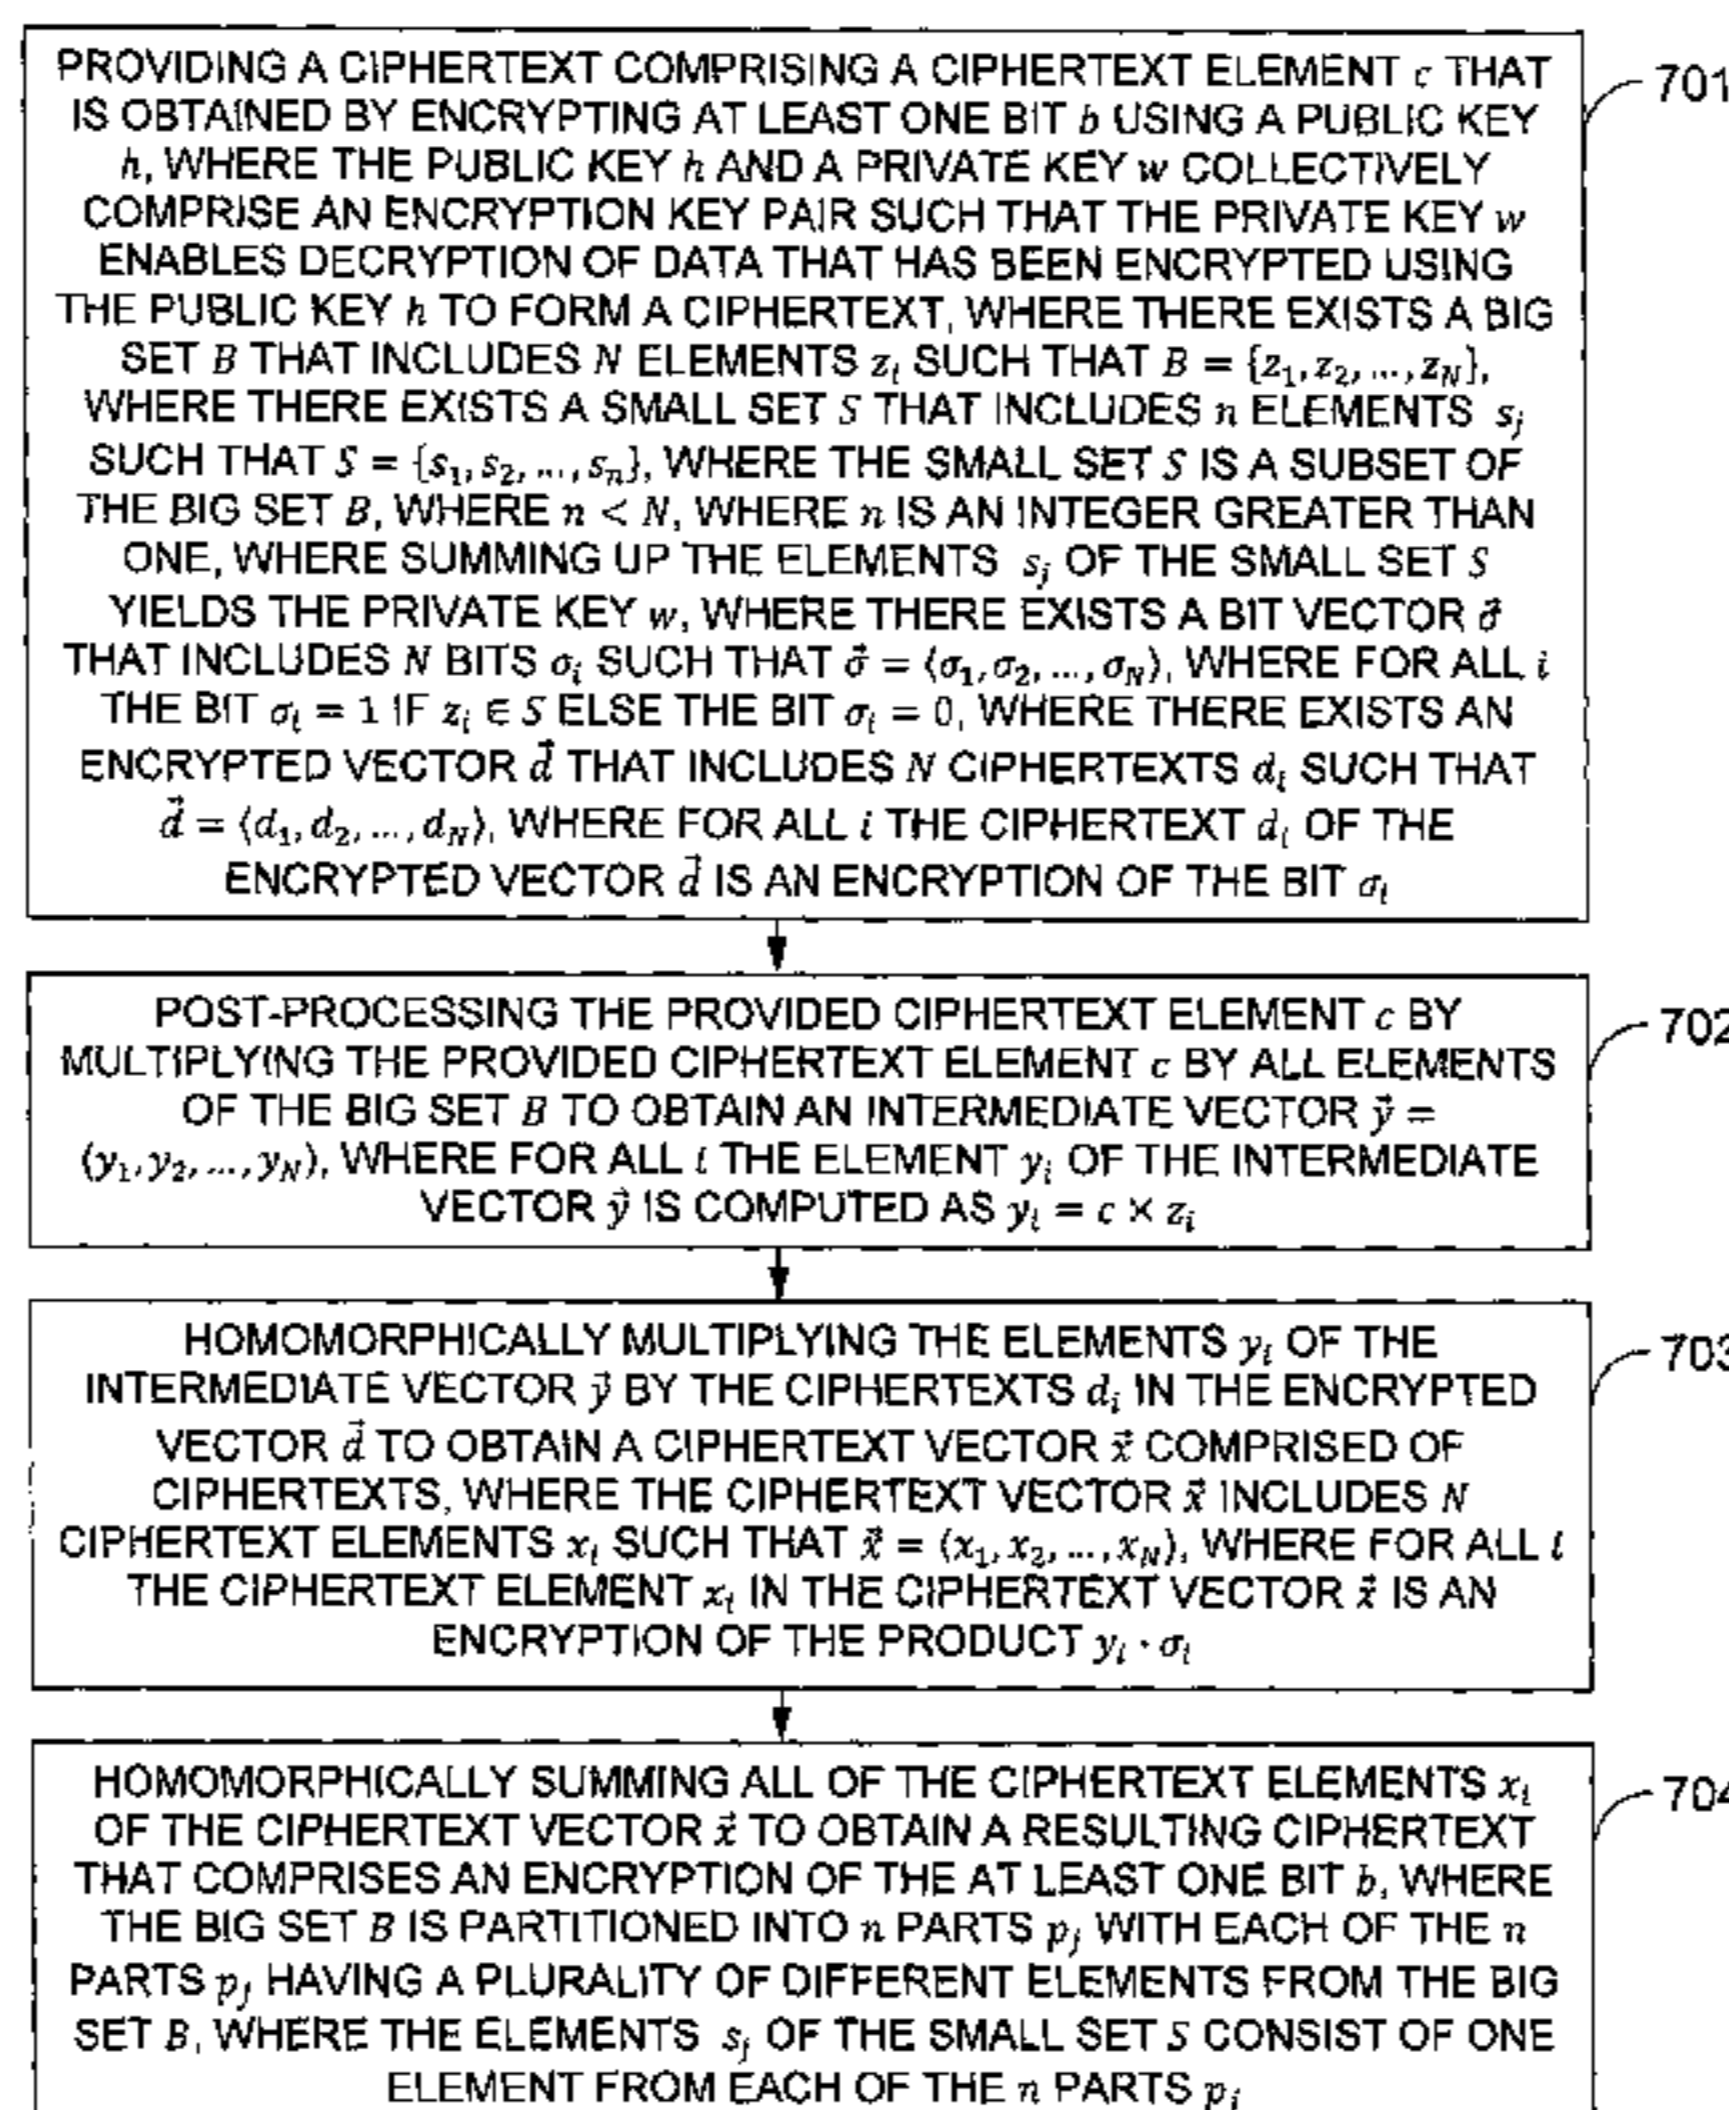 PROVIDING A CIPHERTEXT COMPRISING A CIPHERTEXT ELEMENT c THAT
IS OBTAINED BY ENCRYPTING AT LEAST ONE BIT b USING A PUBLIC KEY
h, WHERE THE PUBLIC KEY h AND A PRIVATE KEY w COLLECTIVELY
COMPRISE AN ENCRYPTION KEY PAIR SUCH THAT THE PRIVATE KEY w
ENABLES DECRYPTION OF DATA THAT HAS BEEN ENCRYPTED USING
THE PUBLIC KEY h TO FORM A CIPHERTEXT, WHERE THERE EXISTS A BIG
SET B THAT INCLUDES N ELEMENTS z_i SUCH THAT B = {z_1, z_2, ..., z_N},
WHERE THERE EXISTS A SMALL SET S THAT INCLUDES n ELEMENTS s_j
SUCH THAT S = {s_1, s_2, ..., s_n}, WHERE THE SMALL SET S IS A SUBSET OF
THE BIG SET B, WHERE n < N, WHERE n IS AN INTEGER GREATER THAN
ONE, WHERE SUMMING UP THE ELEMENTS s_j OF THE SMALL SET S
YIELDS THE PRIVATE KEY w, WHERE THERE EXISTS A BIT VECTOR σ⃗
THAT INCLUDES N BITS σ_i SUCH THAT σ⃗ = ⟨σ_1, σ_2, ..., σ_N⟩, WHERE FOR ALL i
THE BIT σ_i = 1 IF z_i ∈ S ELSE THE BIT σ_i = 0, WHERE THERE EXISTS AN
ENCRYPTED VECTOR d⃗ THAT INCLUDES N CIPHERTEXTS d_i SUCH THAT
d⃗ = ⟨d_1, d_2, ..., d_N⟩, WHERE FOR ALL i THE CIPHERTEXT d_i OF THE
ENCRYPTED VECTOR d⃗ IS AN ENCRYPTION OF THE BIT σ_i
701
POST-PROCESSING THE PROVIDED CIPHERTEXT ELEMENT c BY
MULTIPLYING THE PROVIDED CIPHERTEXT ELEMENT c BY ALL ELEMENTS
OF THE BIG SET B TO OBTAIN AN INTERMEDIATE VECTOR y⃗ =
⟨y_1, y_2, ..., y_N⟩, WHERE FOR ALL i THE ELEMENT y_i OF THE INTERMEDIATE
VECTOR y⃗ IS COMPUTED AS y_i = c × z_i
702
HOMOMORPHICALLY MULTIPLYING THE ELEMENTS y_i OF THE
INTERMEDIATE VECTOR y⃗ BY THE CIPHERTEXTS d_i IN THE ENCRYPTED
VECTOR d⃗ TO OBTAIN A CIPHERTEXT VECTOR x⃗ COMPRISED OF
CIPHERTEXTS, WHERE THE CIPHERTEXT VECTOR x⃗ INCLUDES N
CIPHERTEXT ELEMENTS x_i SUCH THAT x⃗ = ⟨x_1, x_2, ..., x_N⟩, WHERE FOR ALL i
THE CIPHERTEXT ELEMENT x_i IN THE CIPHERTEXT VECTOR x⃗ IS AN
ENCRYPTION OF THE PRODUCT y_i · σ_i
703
HOMOMORPHICALLY SUMMING ALL OF THE CIPHERTEXT ELEMENTS x_i
OF THE CIPHERTEXT VECTOR x⃗ TO OBTAIN A RESULTING CIPHERTEXT
THAT COMPRISES AN ENCRYPTION OF THE AT LEAST ONE BIT b, WHERE
THE BIG SET B IS PARTITIONED INTO n PARTS p_j WITH EACH OF THE n
PARTS p_j HAVING A PLURALITY OF DIFFERENT ELEMENTS FROM THE BIG
SET B, WHERE THE ELEMENTS s_j OF THE SMALL SET S CONSIST OF ONE
ELEMENT FROM EACH OF THE n PARTS p_j
704